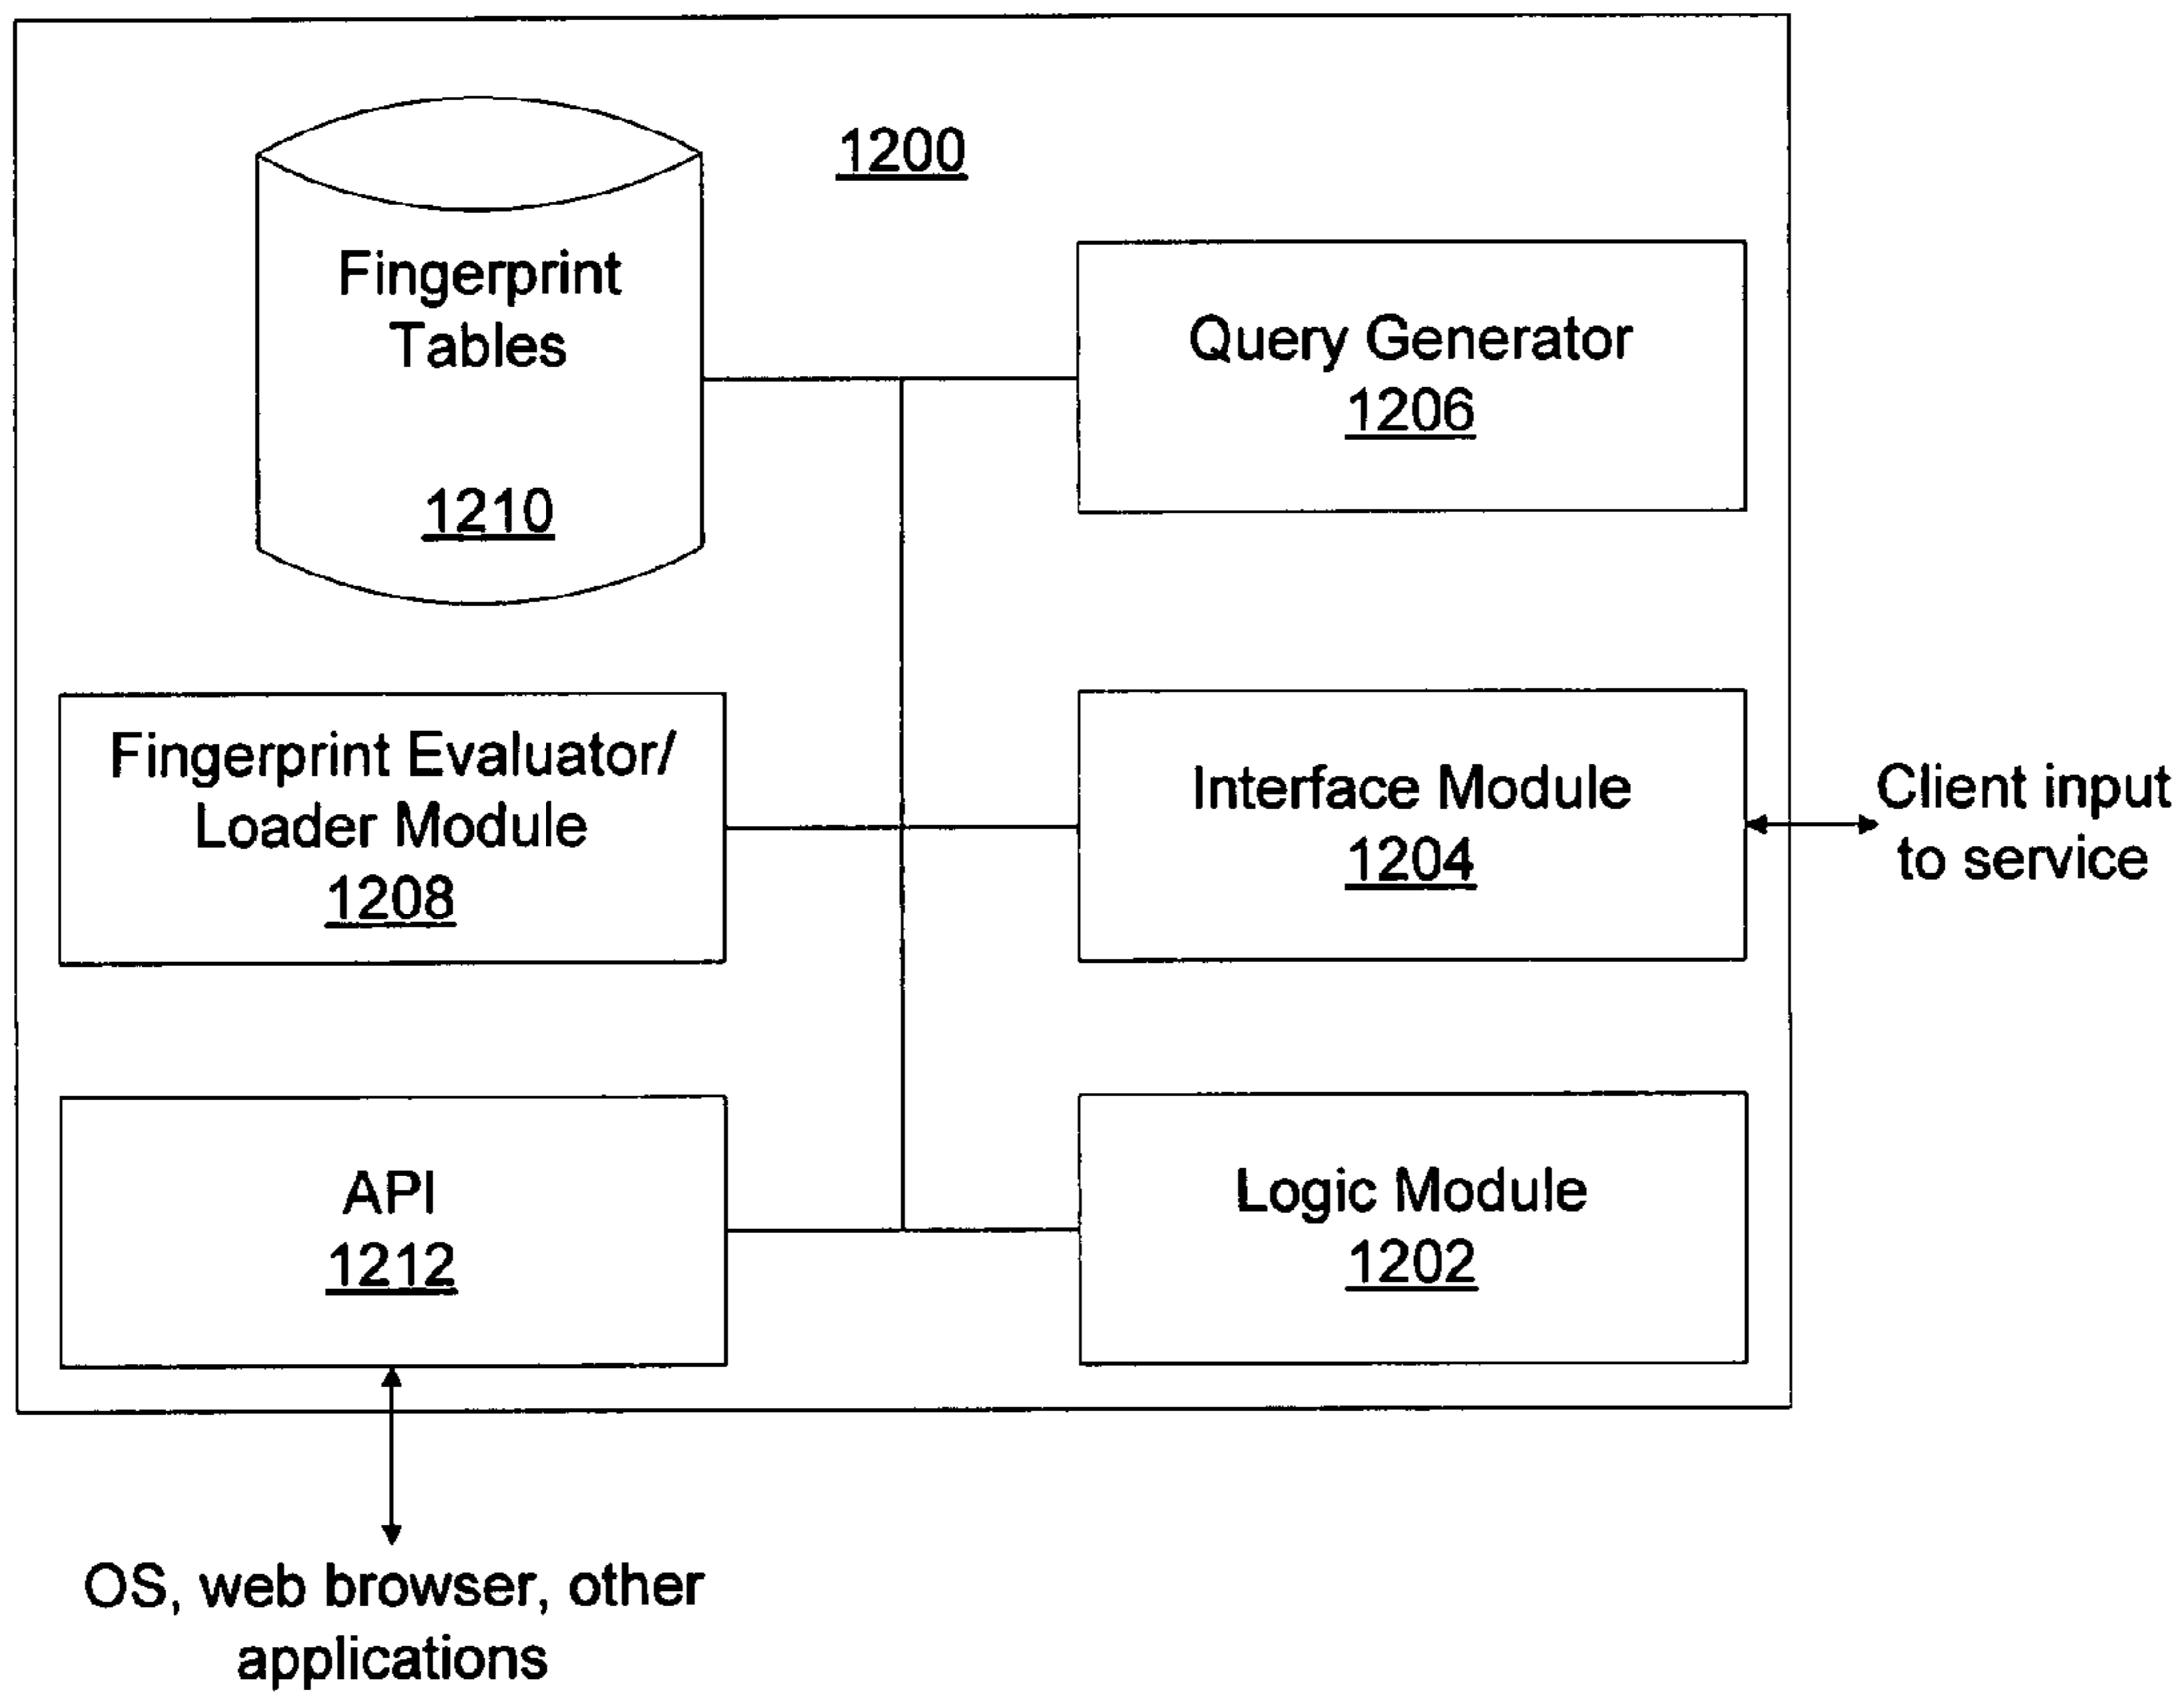 1200
Fingerprint
Tables
1210
Query Generator
1206
Fingerprint Evaluator/
Loader Module
1208
Interface Module
1204
Client input
to service
API
1212
Logic Module
1202
OS, web browser, other
applications